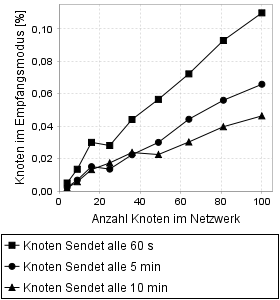 Knoten im Empfangsmodus [%]
0,10
0,08
0,06
0,04
0,02
0,00
0 20 40 60 80 100
Anzahl Knoten im Netzwerk
Knoten Sendet alle 60 s
Knoten Sendet alle 5 min
Knoten Sendet alle 10 min